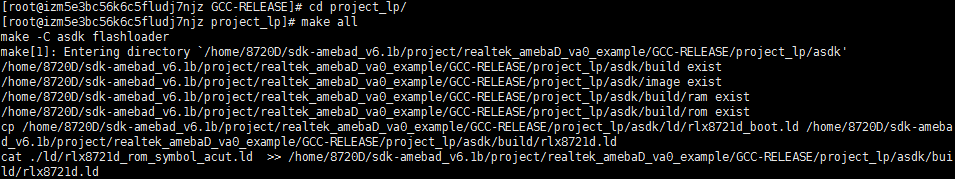 [root@izm5e3bc56k6c5fludj7njz GCC-RELEASE]# cd project_lp/
[root@izm5e3bc56k6c5fludj7njz project_lp]# make all
make -C asdk flashloader
make[1]: Entering directory `/home/8720D/sdk-amebad_v6.1b/project/realtek_amebaD_va0_example/GCC-RELEASE/project_lp/asdk'
/home/8720D/sdk-amebad_v6.1b/project/realtek_amebaD_va0_example/GCC-RELEASE/project_lp/asdk/build exist
/home/8720D/sdk-amebad_v6.1b/project/realtek_amebaD_va0_example/GCC-RELEASE/project_lp/asdk/image exist
/home/8720D/sdk-amebad_v6.1b/project/realtek_amebaD_va0_example/GCC-RELEASE/project_lp/asdk/build/ram exist
/home/8720D/sdk-amebad_v6.1b/project/realtek_amebaD_va0_example/GCC-RELEASE/project_lp/asdk/build/rom exist
cp /home/8720D/sdk-amebad_v6.1b/project/realtek_amebaD_va0_example/GCC-RELEASE/project_lp/asdk/ld/rlx8721d_boot.ld /home/8720D/sdk-ameba
d_v6.1b/project/realtek_amebaD_va0_example/GCC-RELEASE/project_lp/asdk/build/rlx8721d.ld
cat ./ld/rlx8721d_rom_symbol_acut.ld  >> /home/8720D/sdk-amebad_v6.1b/project/realtek_amebaD_va0_example/GCC-RELEASE/project_lp/asdk/bui
ld/rlx8721d.ld